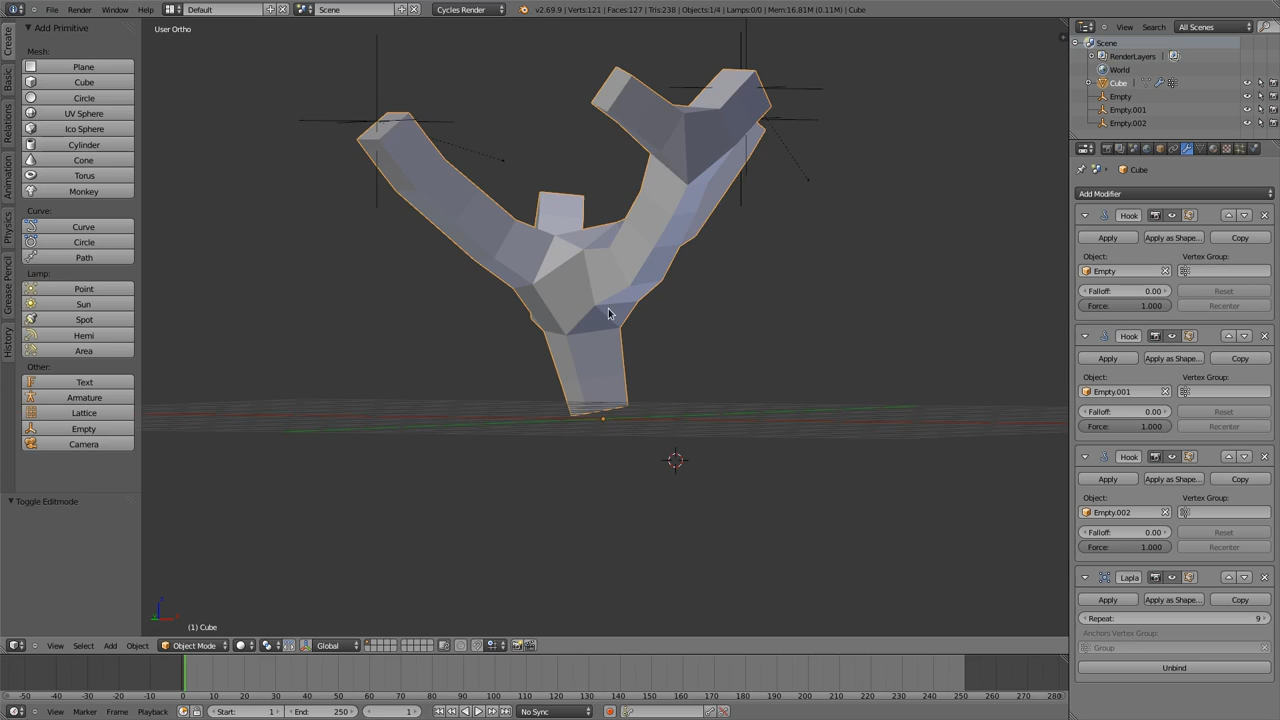 File Render Window Help Default Scene Cycles Render v2.69.9 | Verts:121 | Faces:127 | Tris:238 | Objects:1/4 | Lamps:0/0 | Mem:16.81M (0.11M) | Cube
Create
Basic
Relations
Animation
Physics
Grease Pencil
History
Add Primitive
Mesh:
Plane
Cube
Circle
UV Sphere
Ico Sphere
Cylinder
Cone
Torus
Monkey
Curve:
Curve
Circle
Path
Lamp:
Point
Sun
Spot
Hemi
Area
Other:
Text
Armature
Lattice
Empty
Camera
Toggle Editmode
User Ortho
(1) Cube
View Select Add Object Object Mode Global
View Search All Scenes
Scene
RenderLayers
World
Cube
Empty
Empty.001
Empty.002
Cube
Add Modifier
Hook
Apply Apply as Shape... Copy
Object: Vertex Group:
Empty
Falloff: 0.00 Reset
Force: 1.000 Recenter
Hook
Apply Apply as Shape... Copy
Object: Vertex Group:
Empty.001
Falloff: 0.00 Reset
Force: 1.000 Recenter
Hook
Apply Apply as Shape... Copy
Object: Vertex Group:
Empty.002
Falloff: 0.00 Reset
Force: 1.000 Recenter
Lapla
Apply Apply as Shape... Copy
Repeat: 9
Anchors Vertex Group:
Group
Unbind
-50 -40 -30 -20 -10 0 10 20 30 40 50 60 70 80 90 100 110 120 130 140 150 160 170 180 190 200 210 220 230 240 250 260 270 280
View Marker Frame Playback Start: 1 End: 250 1 No Sync